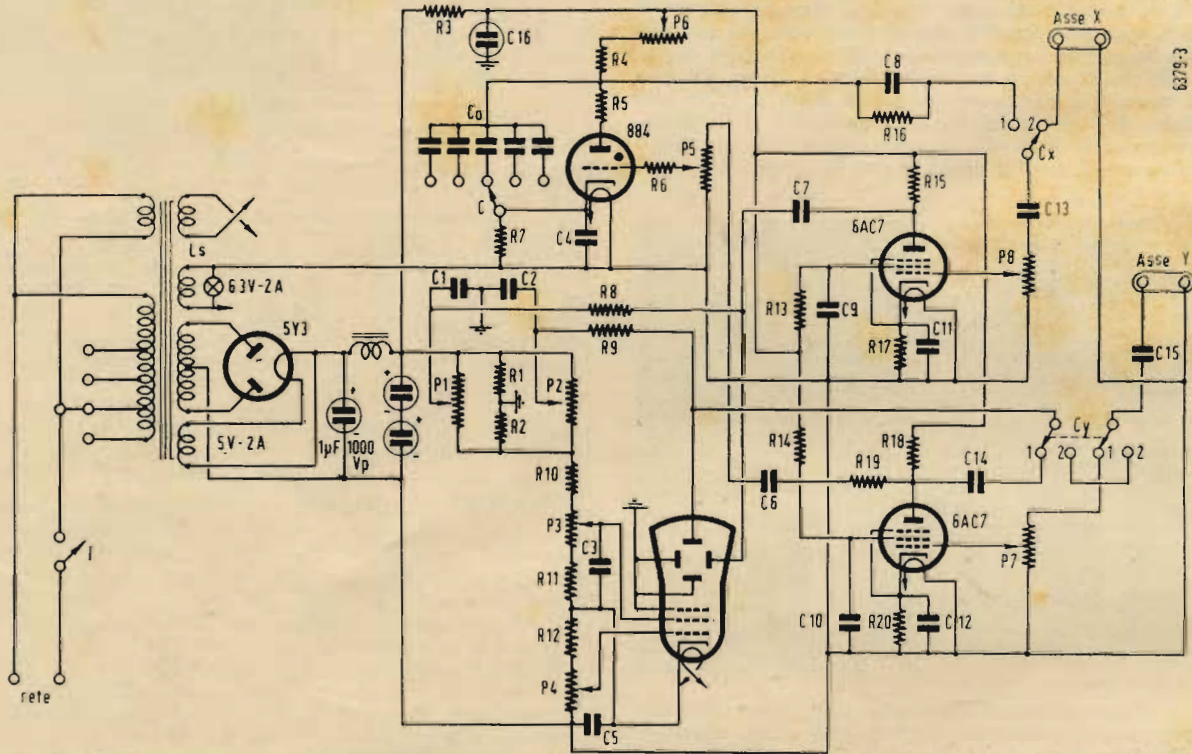 Asse X
6379-3
R3
C16
P6
R4
C8
R5
R16
1 2
Cx
Co
884
P5
R6
C7
R15
C13
C
R7
C4
6AC7
P8
Ls
6.3V-2A
C1
C2
R8
R9
R13
C9
C11
R17
Asse Y
C15
5Y3
P1
R1
R2
P2
+
+
-
+
-
-
1µF
1000
Vp
5V-2A
R14
R18
Cy
1 2 1 2
R10
C6
R19
C14
P3
C3
6AC7
P7
R11
I
R12
C10
R20
C12
P4
C5
rete